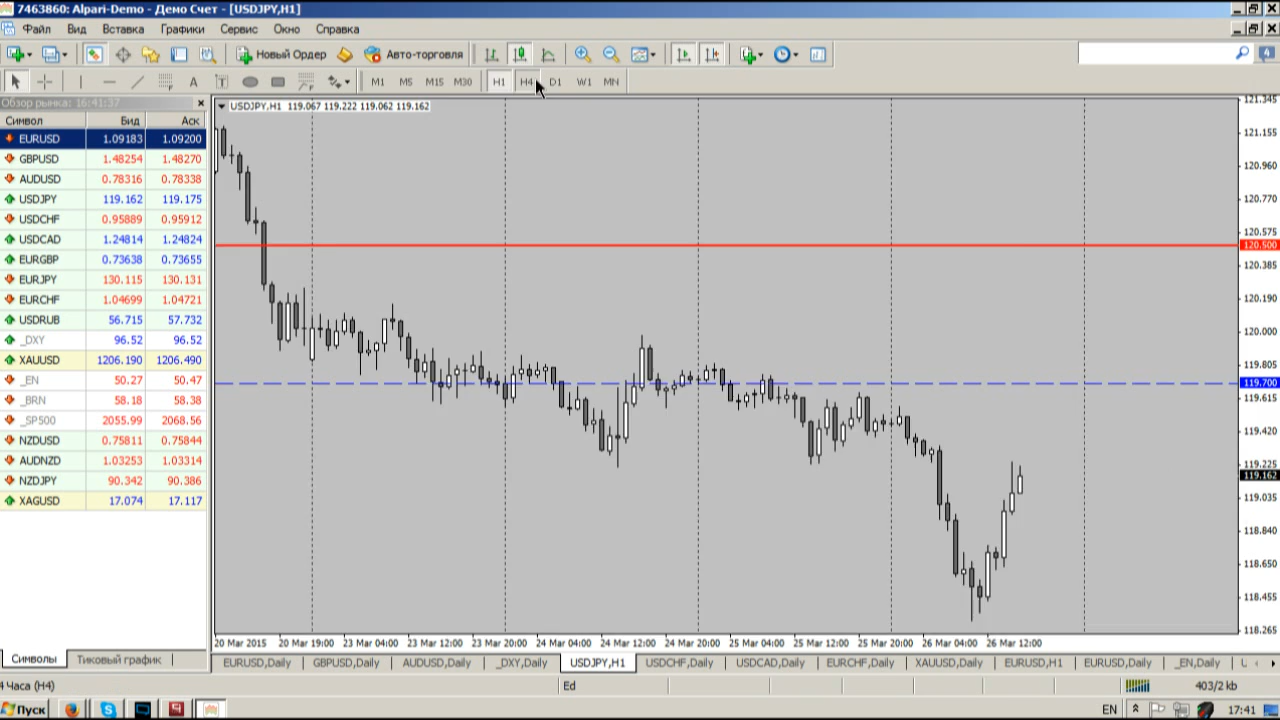 7463860: Alpari-Demo - Демо Счет - [USDJPY,H1]
Файл Вид Вставка Графики Сервис Окно Справка
Новый Ордер Авто-торговля 4
A T M1 M5 M15 M30 H1 H4 D1 W1 MN
Обзор рынка: 16:41:37
Символ Бид Аск
EURUSD 1.09183 1.09200
GBPUSD 1.48254 1.48270
AUDUSD 0.78316 0.78338
USDJPY 119.162 119.175
USDCHF 0.95889 0.95912
USDCAD 1.24814 1.24824
EURGBP 0.73638 0.73655
EURJPY 130.115 130.131
EURCHF 1.04699 1.04721
USDRUB 56.715 57.732
_DXY 96.52 96.52
XAUUSD 1206.190 1206.490
_EN 50.27 50.47
_BRN 58.18 58.38
_SP500 2055.99 2068.56
NZDUSD 0.75811 0.75844
AUDNZD 1.03253 1.03314
NZDJPY 90.342 90.386
XAGUSD 17.074 17.117
Символы Тиковый график
USDJPY,H1 119.067 119.222 119.062 119.162
121.345
121.155
120.960
120.770
120.575
120.500
120.385
120.190
120.000
119.805
119.700
119.615
119.420
119.225
119.162
119.035
118.840
118.650
118.455
118.265
20 Mar 2015 20 Mar 19:00 23 Mar 04:00 23 Mar 12:00 23 Mar 20:00 24 Mar 04:00 24 Mar 12:00 24 Mar 20:00 25 Mar 04:00 25 Mar 12:00 25 Mar 20:00 26 Mar 04:00 26 Mar 12:00
EURUSD,Daily GBPUSD,Daily AUDUSD,Daily _DXY,Daily USDJPY,H1 USDCHF,Daily USDCAD,Daily EURCHF,Daily XAUUSD,Daily EURUSD,H1 EURUSD,Daily _EN,Daily
4 Часа (H4) Ed 403/2 kb
Пуск EN 17:41